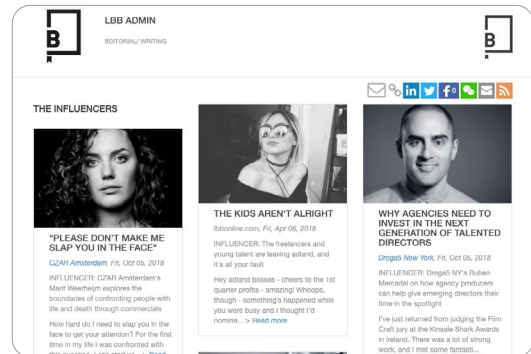 B
LBB ADMIN
EDITORIAL/ WRITING
B
in
f 0
THE INFLUENCERS
"PLEASE DON'T MAKE ME
SLAP YOU IN THE FACE"
CZAR Amsterdam, Fri, Oct 05, 2018
INFLUENCER: CZAR Amsterdam's
Marit Weerheijm explores the
boundaries of confronting people with
life and death through commercials
How hard do I need to slap you in the
face to get your attention? For the first
time in my life I was confronted with
THE KIDS AREN'T ALRIGHT
lbbonline.com, Fri, Apr 06, 2018
INFLUENCER: The freelancers and
young talent are leaving adland, and
it's all your fault
Hey adland bosses - cheers to the 1st
quarter profits - amazing! Whoops,
though - something's happened while
you were busy and I thought I'd
nomina... > Read more
WHY AGENCIES NEED TO
INVEST IN THE NEXT
GENERATION OF TALENTED
DIRECTORS
Droga5 New York, Fri, Oct 05, 2018
INFLUENCER: Droga5 NY's Ruben
Mercadal on how agency producers
can help give emerging directors their
time in the spotlight
I've just returned from judging the Film
Craft jury at the Kinsale Shark Awards
in Ireland. There was a lot of strong
work, and I met some fantasti...